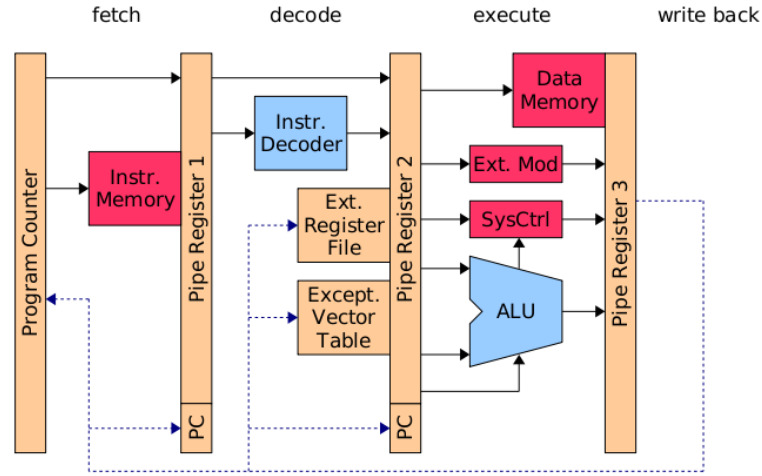 fetch
decode
execute
write back
Program Counter
Instr.
Memory
Pipe Register 1
PC
Instr.
Decoder
Ext.
Register
File
Except.
Vector
Table
Pipe Register 2
PC
Data
Memory
Ext. Mod
SysCtrl
ALU
Pipe Register 3